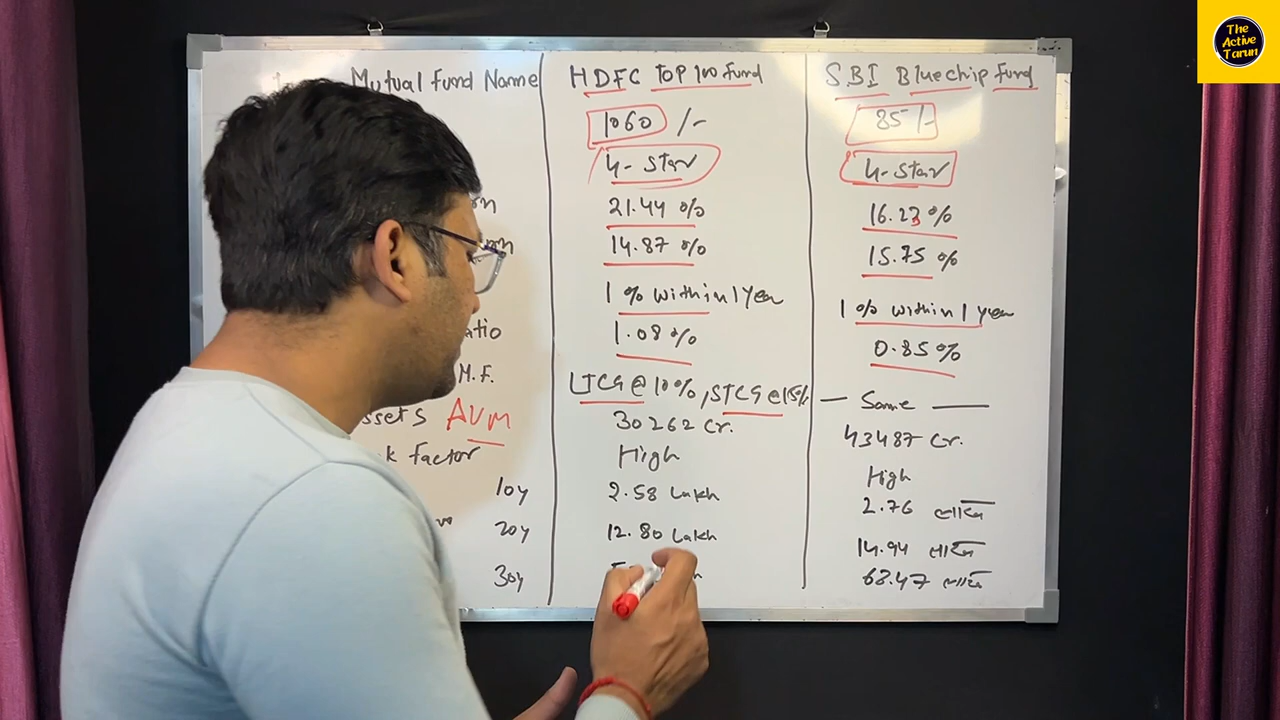 The
Active
Tarun
Mutual Fund Name HDFC TOP 100 Fund SBI Bluechip Fund
1060 /- 85 /-
4- Star 4- Star
21.44 % 16.23 %
14.87 % 15.75 %
1 % within 1 year 1 % within 1 year
1.08 % 0.85 %
M.F.
LTCG @ 10%, STCG @ 15% — Same —
AUM 30262 Cr. 43487 Cr.
factor High High
10y 2.58 Lakh 2.76 लाख
20y 12.80 Lakh 14.94 लाख
30y 68.47 लाख